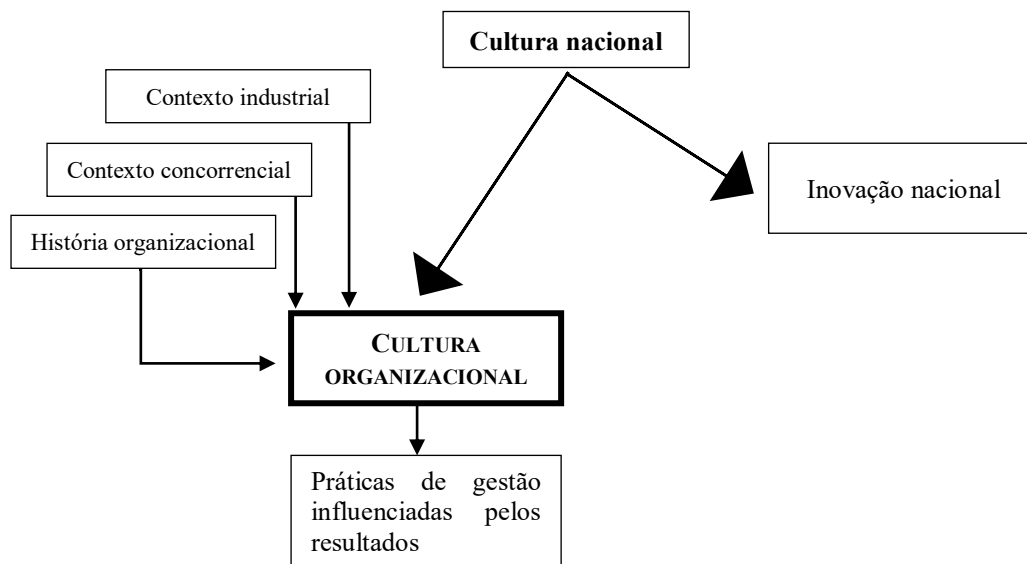 Cultura nacional
Contexto industrial
Contexto concorrencial
Inovação nacional
História organizacional
CULTURA
ORGANIZACIONAL
Práticas de gestão
influenciadas pelos
resultados